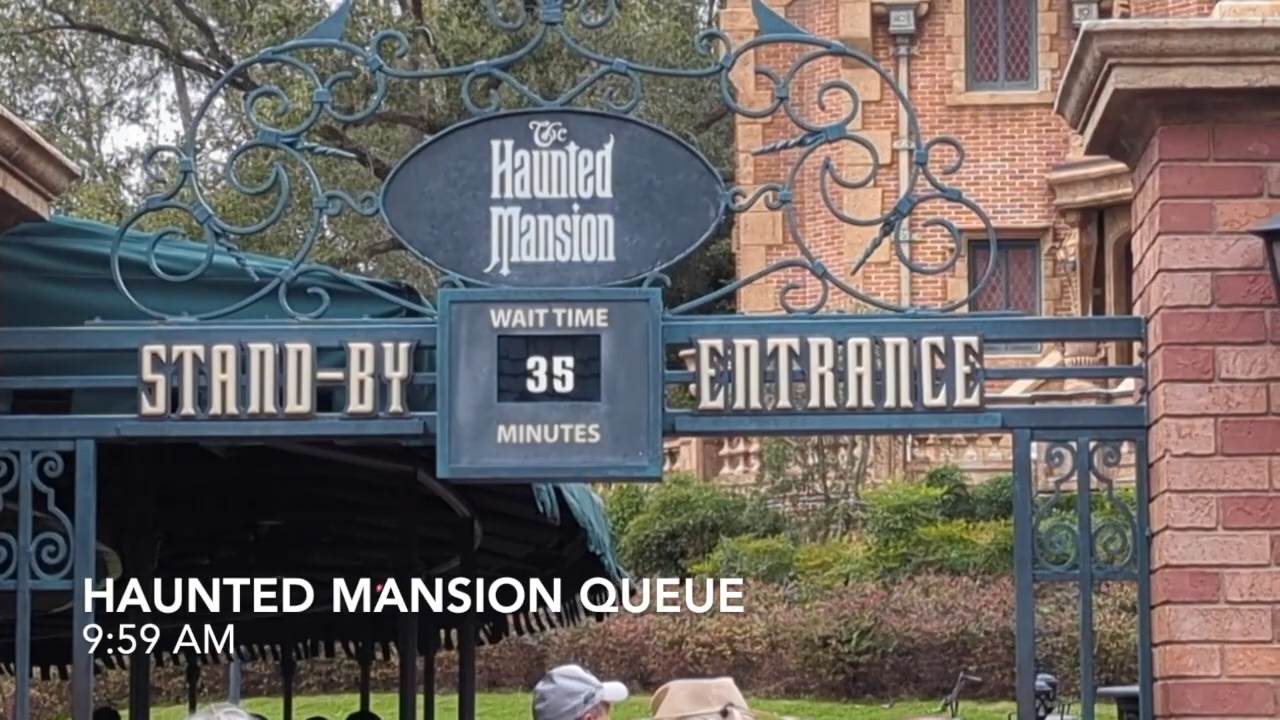 The
Haunted
Mansion
WAIT TIME
STAND-BY 35 ENTRANCE
MINUTES
HAUNTED MANSION QUEUE
9:59 AM